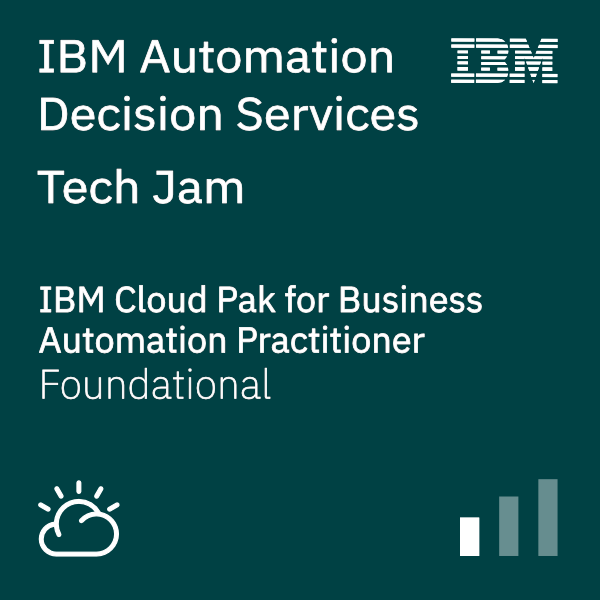 IBM Automation
IBM
Decision Services
Tech Jam
IBM Cloud Pak for Business
Automation Practitioner
Foundational